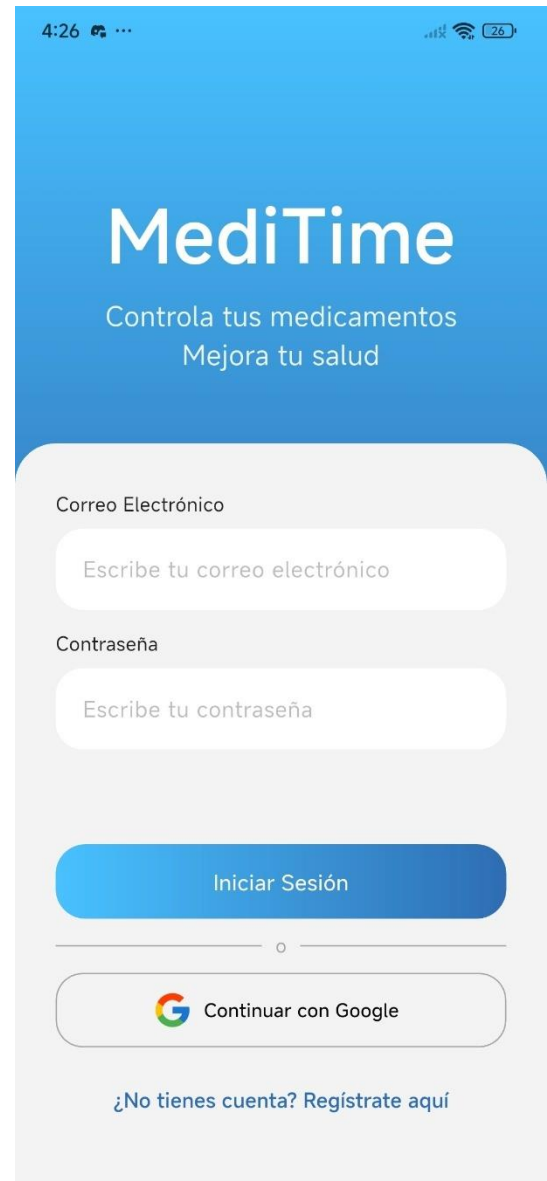 4:26 ...
26
MediTime
Controla tus medicamentos
Mejora tu salud
Correo Electrónico
Escribe tu correo electrónico
Contraseña
Escribe tu contraseña
Iniciar Sesión
o
Continuar con Google
¿No tienes cuenta? Regístrate aquí